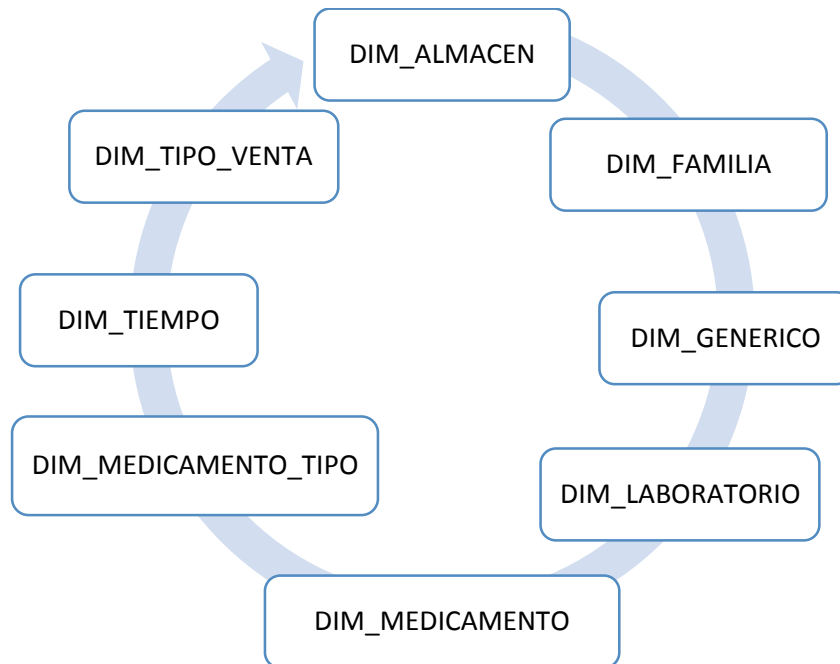 DIM_ALMACEN
DIM_FAMILIA
DIM_GENERICO
DIM_LABORATORIO
DIM_MEDICAMENTO
DIM_MEDICAMENTO_TIPO
DIM_TIEMPO
DIM_TIPO_VENTA